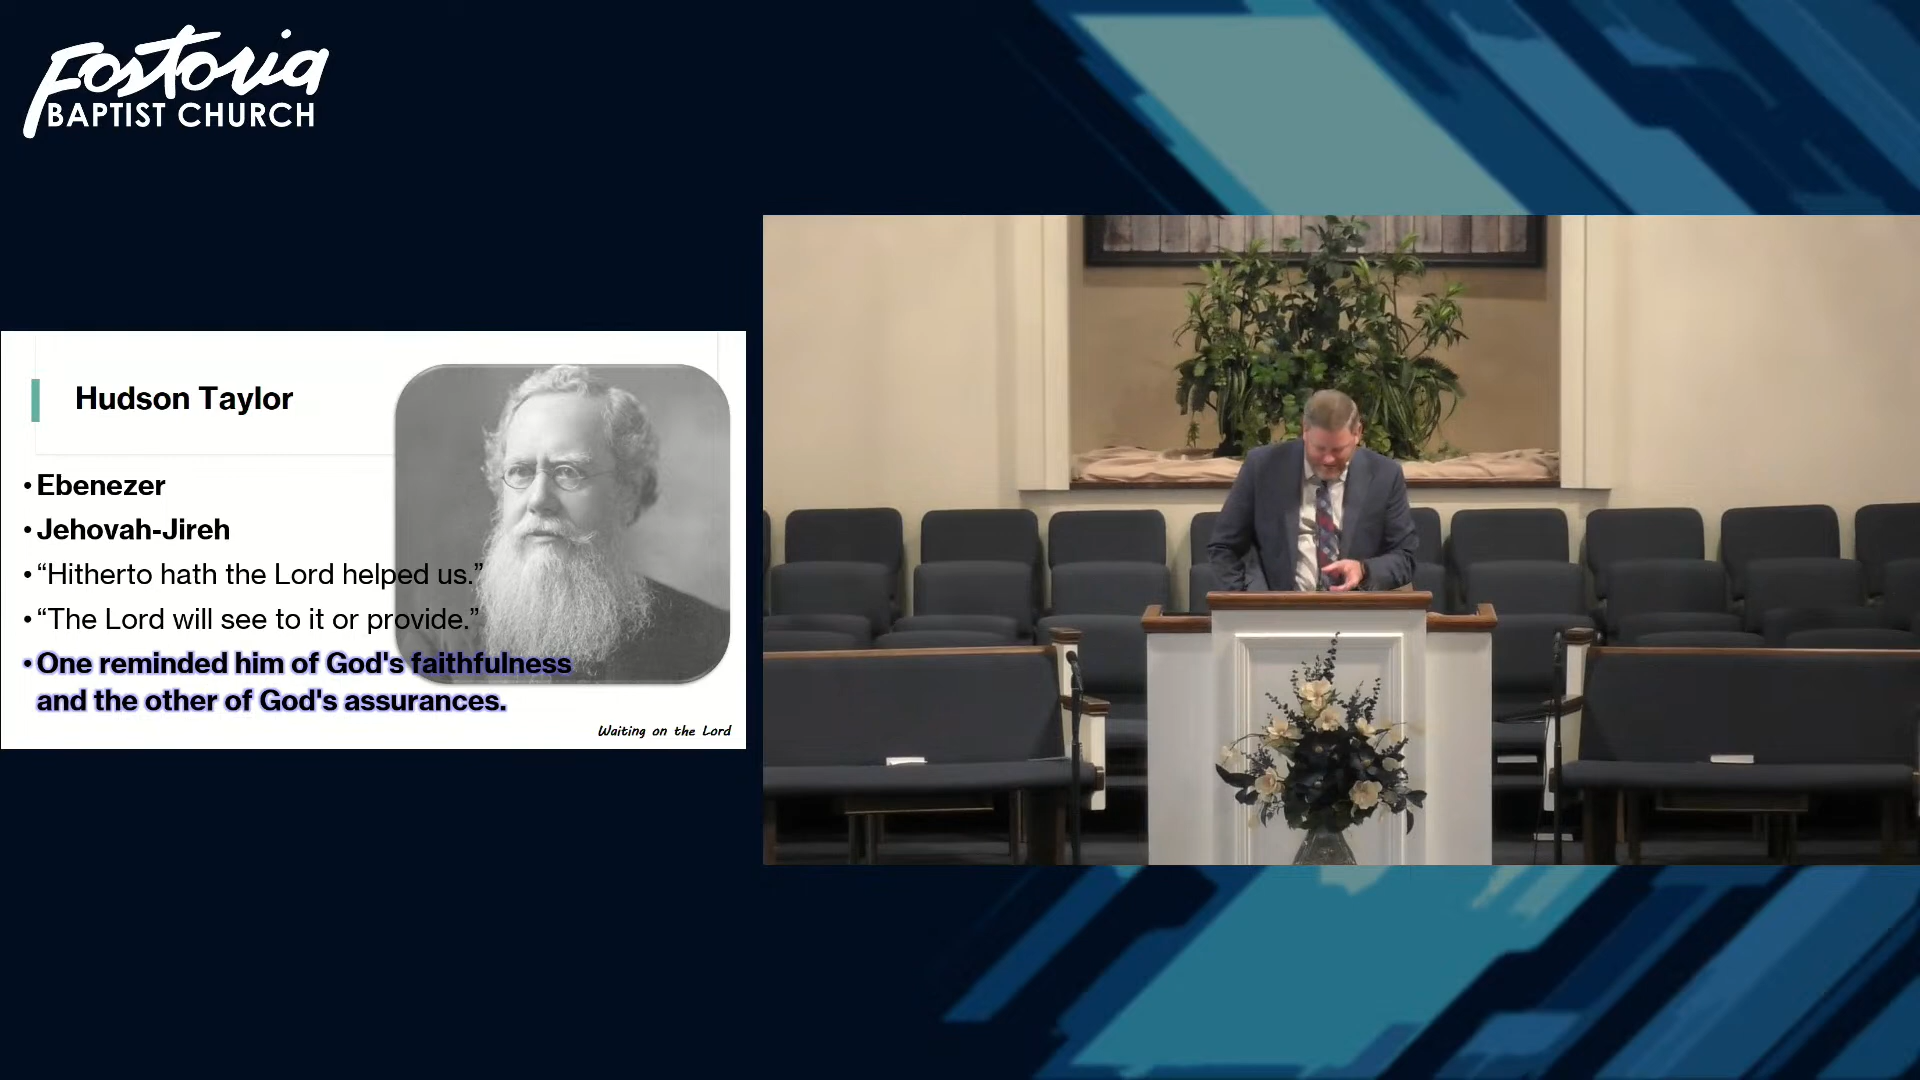 Fostoria
BAPTIST CHURCH
Hudson Taylor
• Ebenezer
• Jehovah-Jireh
• “Hitherto hath the Lord helped us.”
• “The Lord will see to it or provide.”
• One reminded him of God's faithfulness
and the other of God's assurances.
Waiting on the Lord